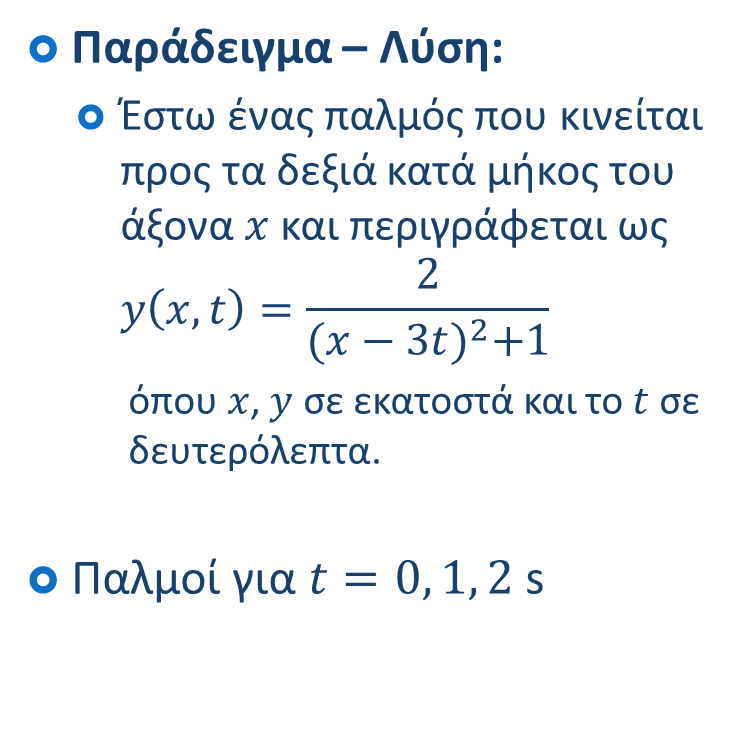 Παράδειγμα – Λύση:
Έστω ένας παλμός που κινείται
προς τα δεξιά κατά μήκος του
άξονα x και περιγράφεται ως
y(x, t) = 2 / ((x − 3t)²+1)
όπου x, y σε εκατοστά και το t σε
δευτερόλεπτα.
Παλμοί για t = 0, 1, 2 s